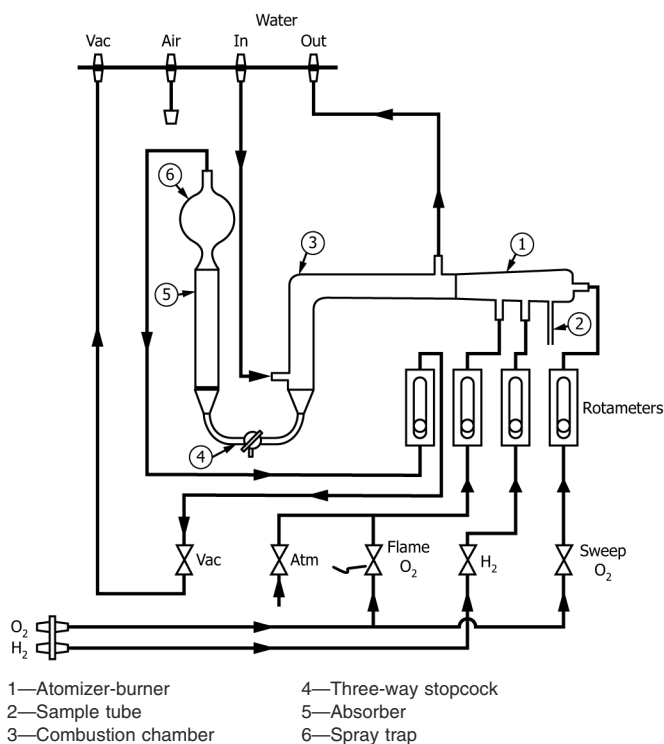 Water
Vac Air In Out
6
3
1
5
2
Rotameters
4
Vac
Atm
Flame
O₂
H₂
Sweep
O₂
O₂
H₂
1—Atomizer-burner
2—Sample tube
3—Combustion chamber
4—Three-way stopcock
5—Absorber
6—Spray trap